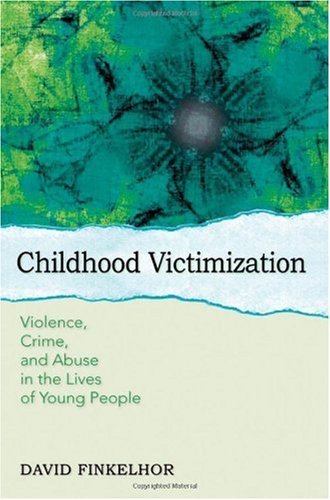 Childhood Victimization
Violence,
Crime,
and Abuse
in the Lives
of Young People
DAVID FINKELHOR